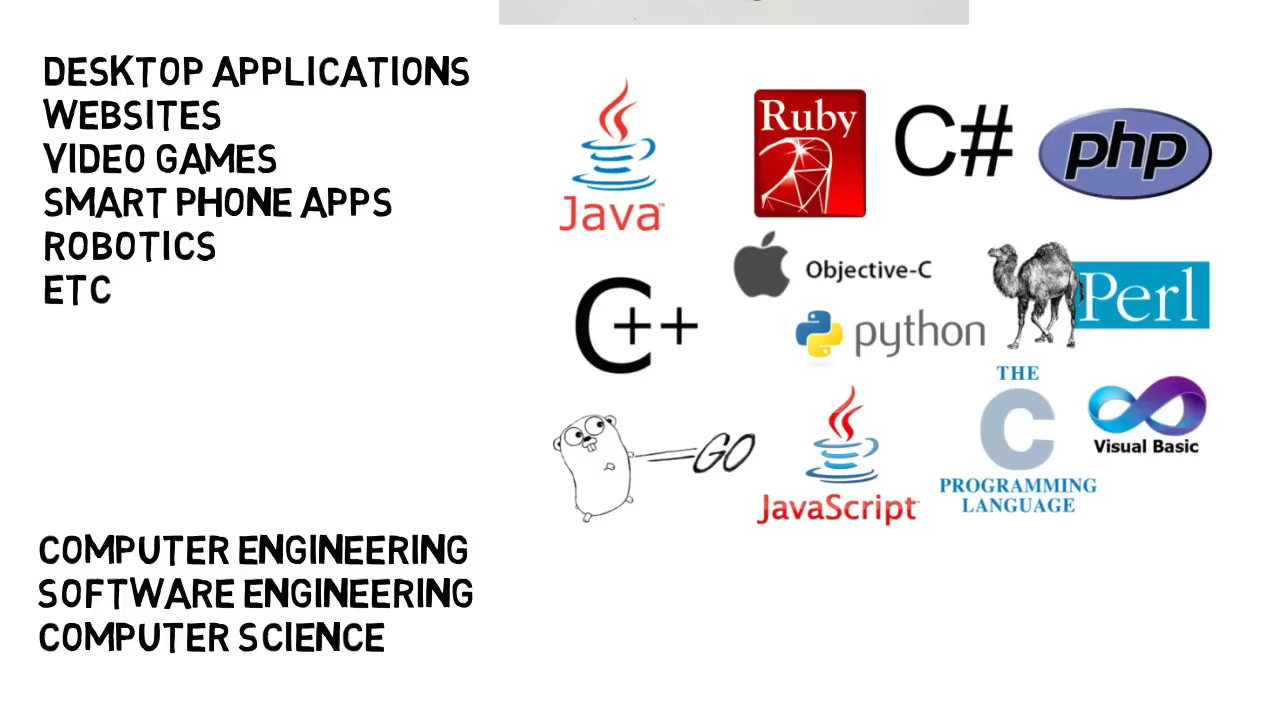 DESKTOP APPLICATIONS
WEBSITES
VIDEO GAMES
SMART PHONE APPS
ROBOTICS
ETC
Java™
Ruby
C#
php
Objective-C
C++
python
Perl
GO
JavaScript
THE
C
PROGRAMMING
LANGUAGE
Visual Basic
COMPUTER ENGINEERING
SOFTWARE ENGINEERING
COMPUTER SCIENCE